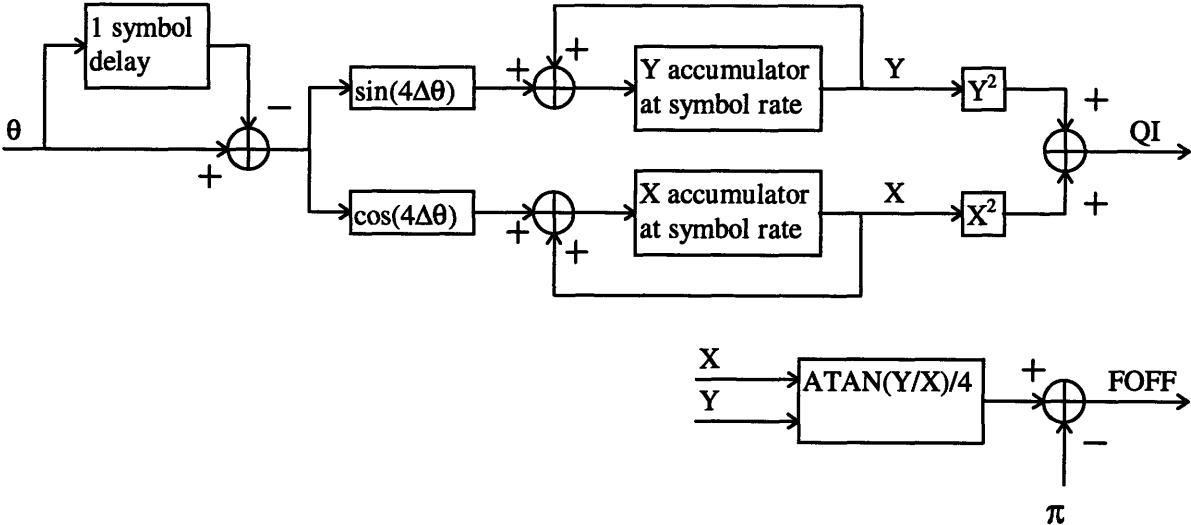 1 symbol
delay
θ
+
−
sin(4Δθ)
+
+
Y accumulator
at symbol rate
Y
Y²
+
QI
cos(4Δθ)
+
+
X accumulator
at symbol rate
X
X²
+
X
Y
ATAN(Y/X)/4
+
FOFF
−
π